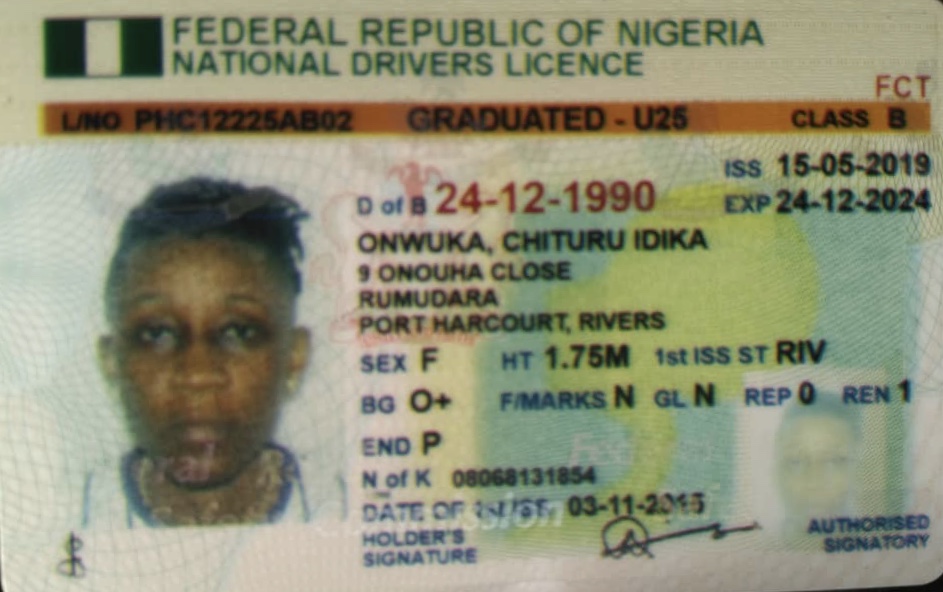 FEDERAL REPUBLIC OF NIGERIA
NATIONAL DRIVERS LICENCE
FCT
L/NO PHC12225AB02 GRADUATED - U25 CLASS B
ISS 15-05-2019
D of B 24-12-1990 EXP 24-12-2024
ONWUKA, CHITURU IDIKA
9 ONOUHA CLOSE
RUMUDARA
PORT HARCOURT, RIVERS
SEX F HT 1.75M 1st ISS ST RIV
BG O+ F/MARKS N GL N REP 0 REN 1
END P
N of K 08068131854
DATE OF 03-11-2015
HOLDER'S
SIGNATURE
AUTHORISED
SIGNATORY